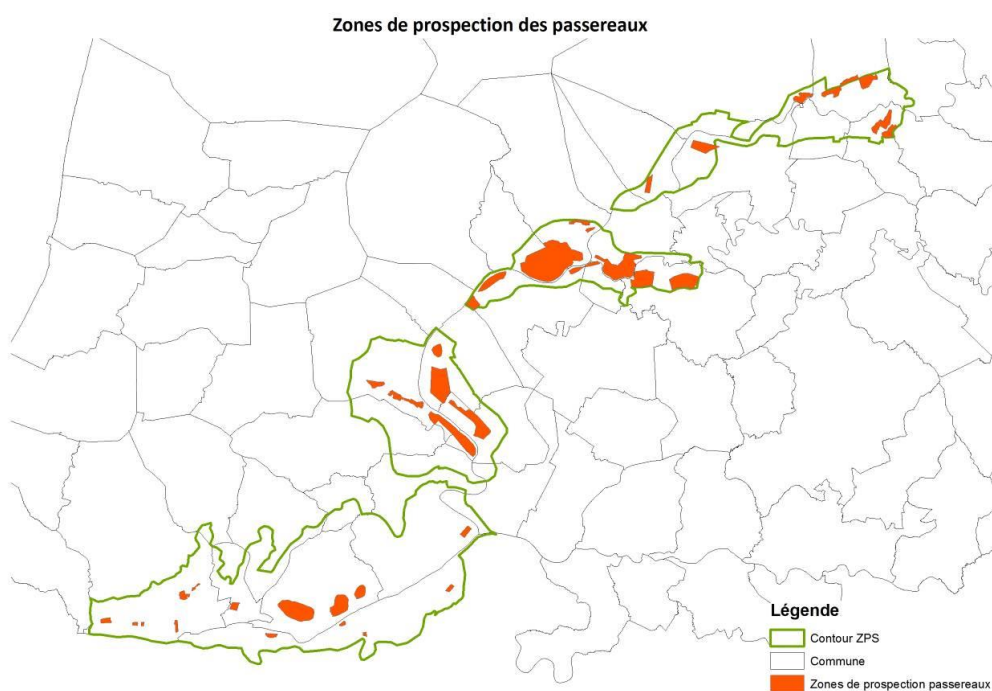 Zones de prospection des passereaux
Légende
Contour ZPS
Commune
Zones de prospection passereaux